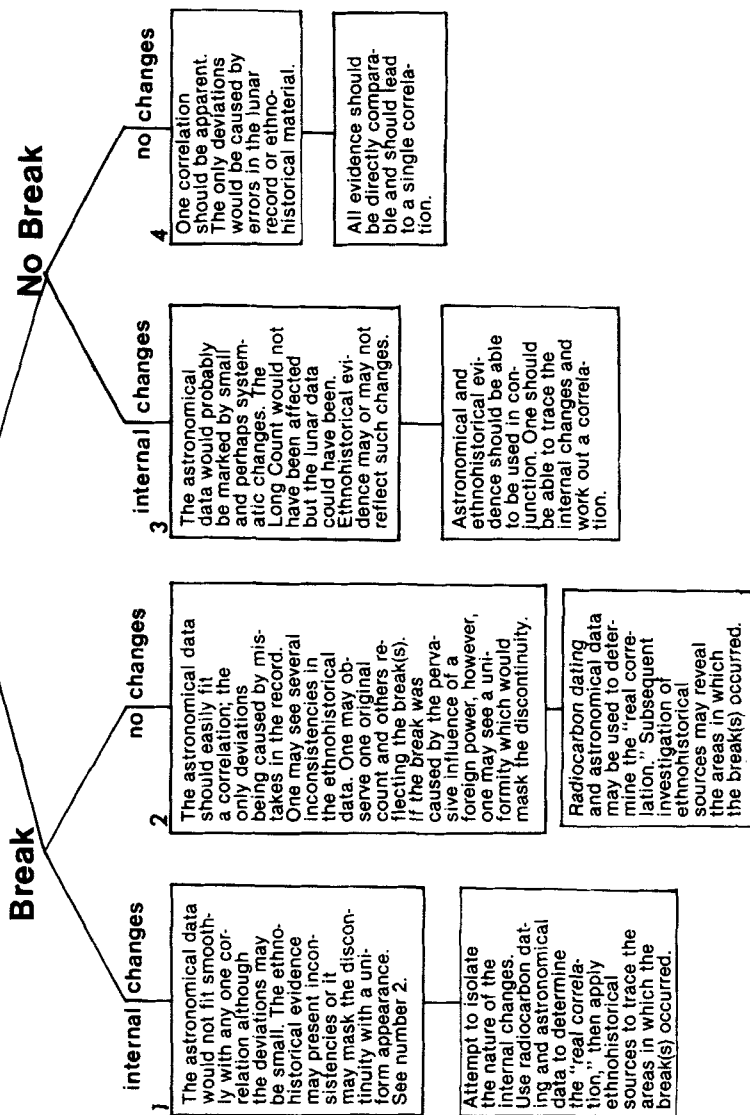 Break
No Break
internal changes
no changes
internal changes
no changes
1
The astronomical data
would not fit smooth-
ly with any one cor-
relation although
the deviations may
be small. The ethno-
historical evidence
may present incon-
sistencies or it
may mask the discon-
tinuity with a uni-
form appearance.
See number 2.
Attempt to isolate
the nature of the
internal changes.
Use radiocarbon dat-
ing and astronomical
data to determine
the "real correla-
tion," then apply
ethnohistorical
sources to trace the
areas in which the
break(s) occurred.
2
The astronomical data
should easily fit
a correlation; the
only deviations
being caused by mis-
takes in the record.
One may see several
inconsistencies in
the ethnohistorical
data. One may ob-
serve one original
count and others re-
flecting the break(s).
If the break was
caused by the perva-
sive influence of a
foreign power, however,
one may see a uni-
formity which would
mask the discontinuity.
Radiocarbon dating
and astronomical data
may be used to deter-
mine the "real corre-
lation." Subsequent
investigation of
ethnohistorical
sources may reveal
the areas in which
the break(s) occurred.
3
The astronomical
data would probably
be marked by small
and perhaps system-
atic changes. The
Long Count would not
have been affected
but the lunar data
could have been.
Ethnohistorical evi-
dence may or may not
reflect such changes.
Astronomical and
ethnohistorical evi-
dence should be able
to be used in con-
junction. One should
be able to trace the
internal changes and
work out a correla-
tion.
4
One correlation
should be apparent.
The only deviations
would be caused by
errors in the lunar
record or ethno-
historical material.
All evidence should
be directly compara-
ble and should lead
to a single correla-
tion.